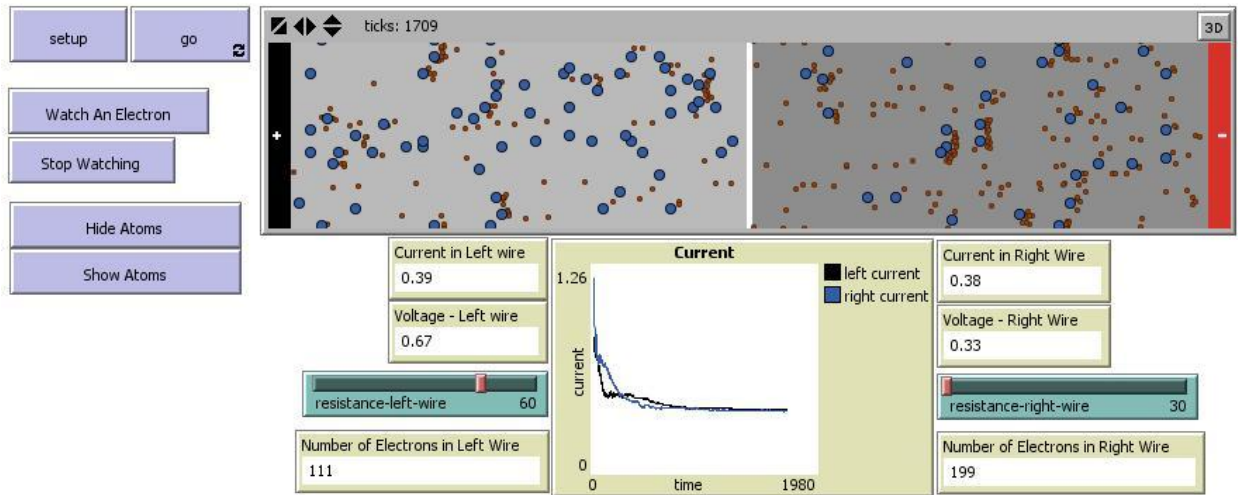 setup
go
ticks: 1709
3D
+
-
Watch An Electron
Stop Watching
Hide Atoms
Show Atoms
Current in Left wire
0.39
Voltage - Left wire
0.67
resistance-left-wire 60
Number of Electrons in Left Wire
111
Current
1.26
current
0
0 time 1980
left current
right current
Current in Right Wire
0.38
Voltage - Right Wire
0.33
resistance-right-wire 30
Number of Electrons in Right Wire
199